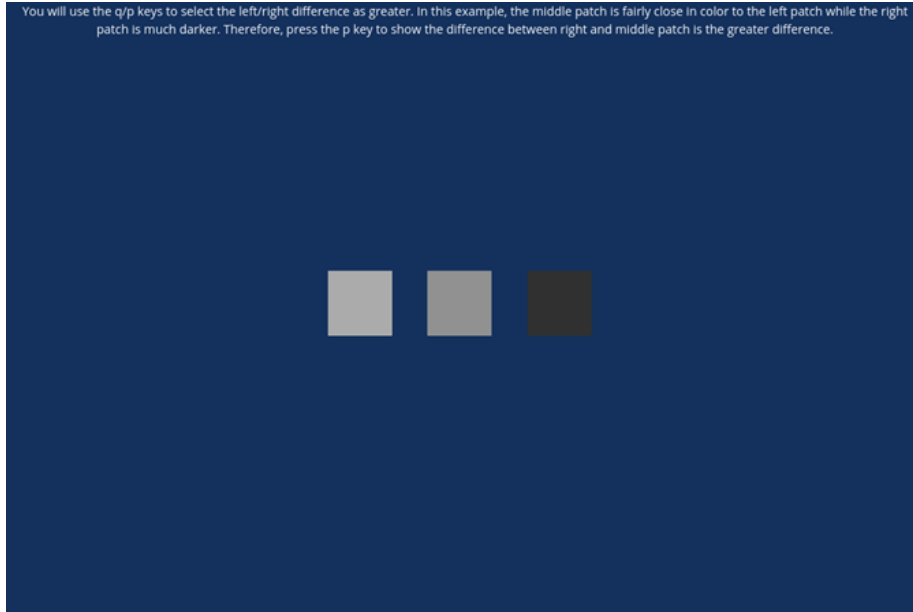 You will use the q/p keys to select the left/right difference as greater. In this example, the middle patch is fairly close in color to the left patch while the right
patch is much darker. Therefore, press the p key to show the difference between right and middle patch is the greater difference.